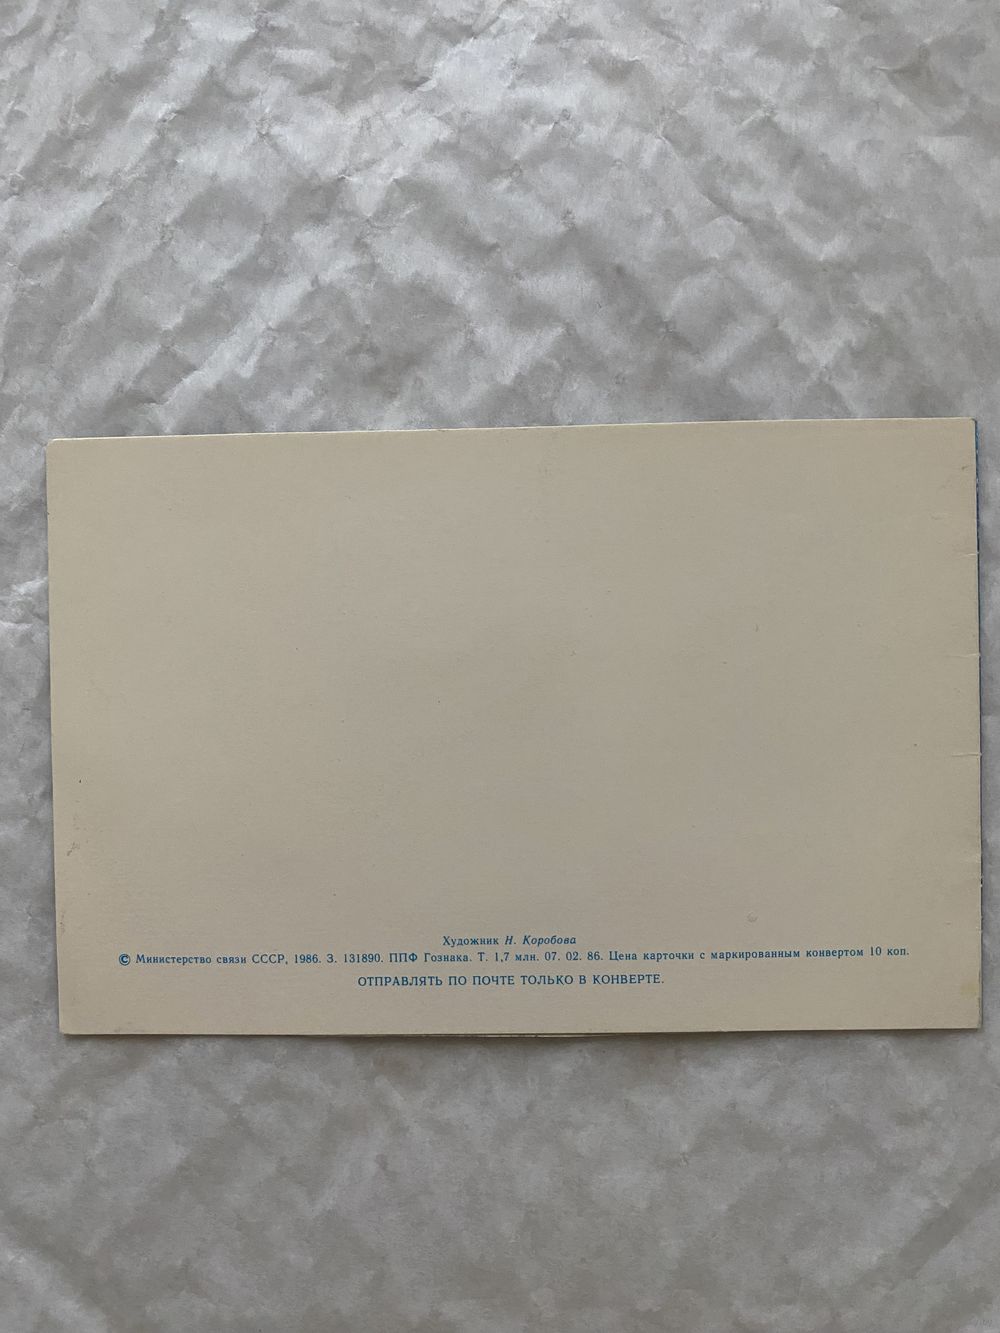 Художник Н. Коробова
© Министерство связи СССР, 1986. З. 131890. ППФ Гознака. Т. 1,7 млн. 07. 02. 86. Цена карточки с маркированным конвертом 10 коп.
ОТПРАВЛЯТЬ ПО ПОЧТЕ ТОЛЬКО В КОНВЕРТЕ.